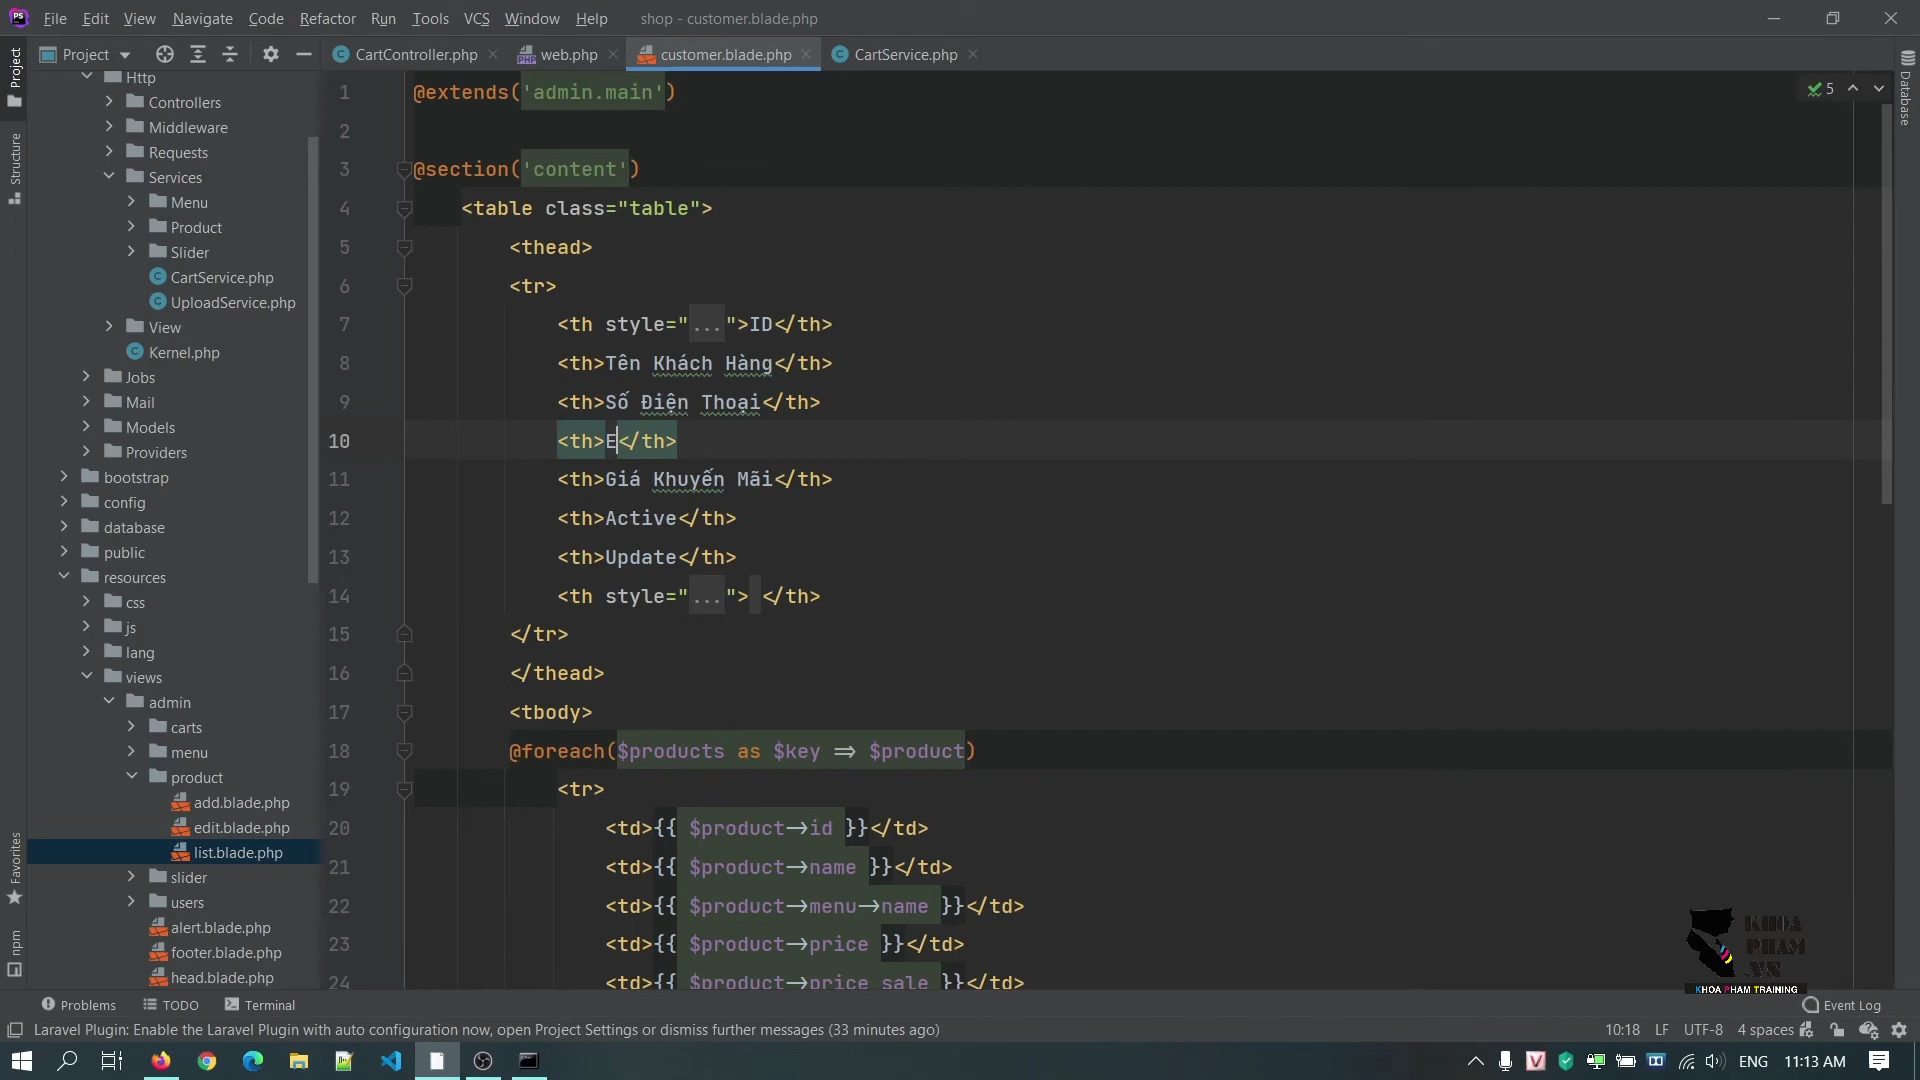 PS File Edit View Navigate Code Refactor Run Tools VCS Window Help shop - customer.blade.php
Project CartController.php web.php customer.blade.php CartService.php
Project
Structure
Favorites
npm
Database
Http
Controllers
Middleware
Requests
Services
Menu
Product
Slider
CartService.php
UploadService.php
View
Kernel.php
Jobs
Mail
Models
Providers
bootstrap
config
database
public
resources
css
js
lang
views
admin
carts
menu
product
add.blade.php
edit.blade.php
list.blade.php
slider
users
alert.blade.php
footer.blade.php
head.blade.php
5
1 @extends('admin.main')
2
3 @section('content')
4 <table class="table">
5 <thead>
6 <tr>
7 <th style="...">ID</th>
8 <th>Tên Khách Hàng</th>
9 <th>Số Điện Thoại</th>
10 <th>E</th>
11 <th>Giá Khuyến Mãi</th>
12 <th>Active</th>
13 <th>Update</th>
14 <th style="..."> </th>
15 </tr>
16 </thead>
17 <tbody>
18 @foreach($products as $key => $product)
19 <tr>
20 <td>{{ $product->id }}</td>
21 <td>{{ $product->name }}</td>
22 <td>{{ $product->menu->name }}</td>
23 <td>{{ $product->price }}</td>
24 <td>{{ $product->price_sale }}</td>
KHOA
PHAM
.VN
KHOA PHAM TRAINING
Problems TODO Terminal Event Log
Laravel Plugin: Enable the Laravel Plugin with auto configuration now, open Project Settings or dismiss further messages (33 minutes ago) 10:18 LF UTF-8 4 spaces
ENG 11:13 AM